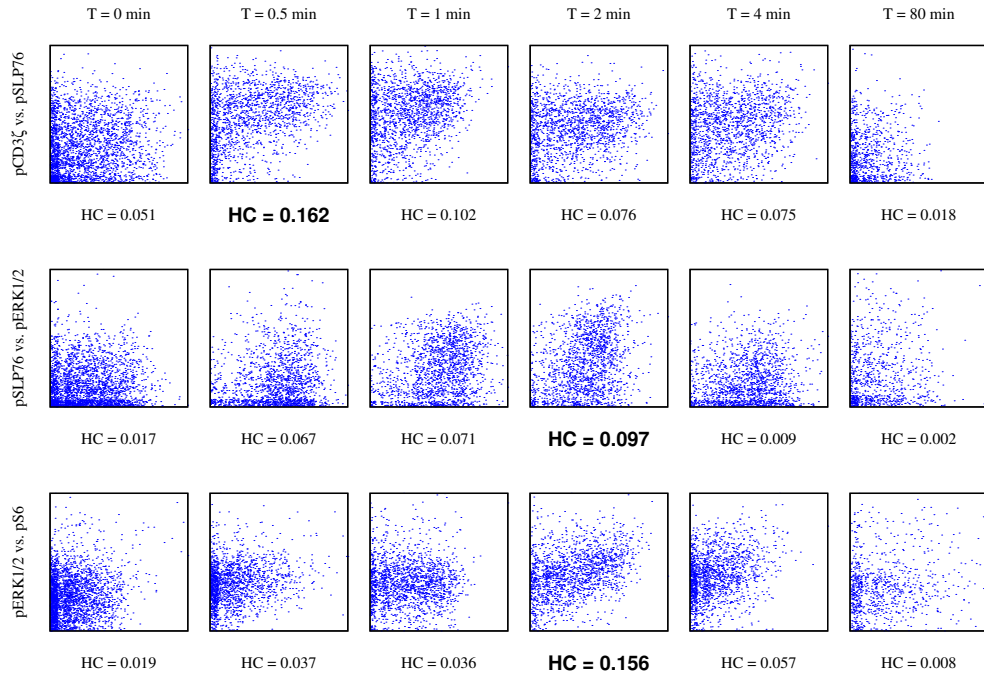 T = 0 min T = 0.5 min T = 1 min T = 2 min T = 4 min T = 80 min
pCD3ζ vs. pSLP76
HC = 0.051 HC = 0.162 HC = 0.102 HC = 0.076 HC = 0.075 HC = 0.018
pSLP76 vs. pERK1/2
HC = 0.017 HC = 0.067 HC = 0.071 HC = 0.097 HC = 0.009 HC = 0.002
pERK1/2 vs. pS6
HC = 0.019 HC = 0.037 HC = 0.036 HC = 0.156 HC = 0.057 HC = 0.008